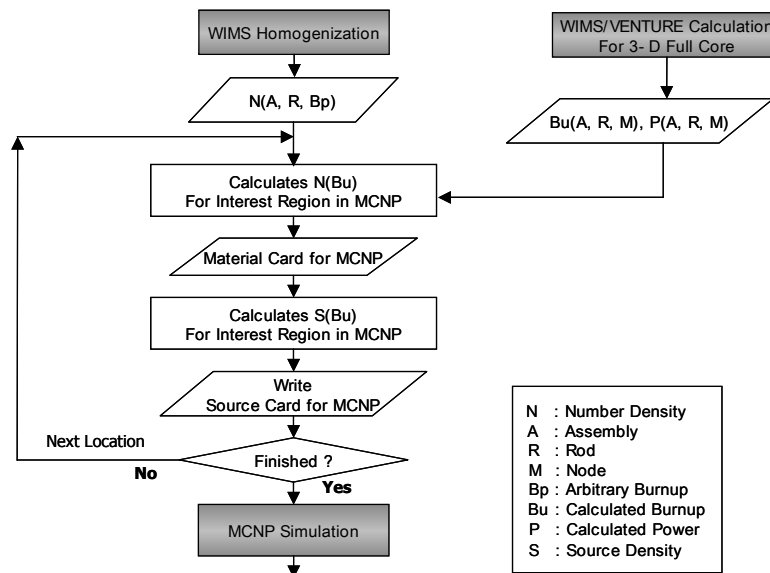 WIMS Homogenization
WIMS/VENTURE Calculation
For 3- D Full Core
N(A, R, Bp)
Bu(A, R, M), P(A, R, M)
Calculates N(Bu)
For Interest Region in MCNP
Material Card for MCNP
Calculates S(Bu)
For Interest Region in MCNP
Write
Source Card for MCNP
Next Location
Finished ?
No
Yes
MCNP Simulation
N : Number Density
A : Assembly
R : Rod
M : Node
Bp : Arbitrary Burnup
Bu : Calculated Burnup
P : Calculated Power
S : Source Density